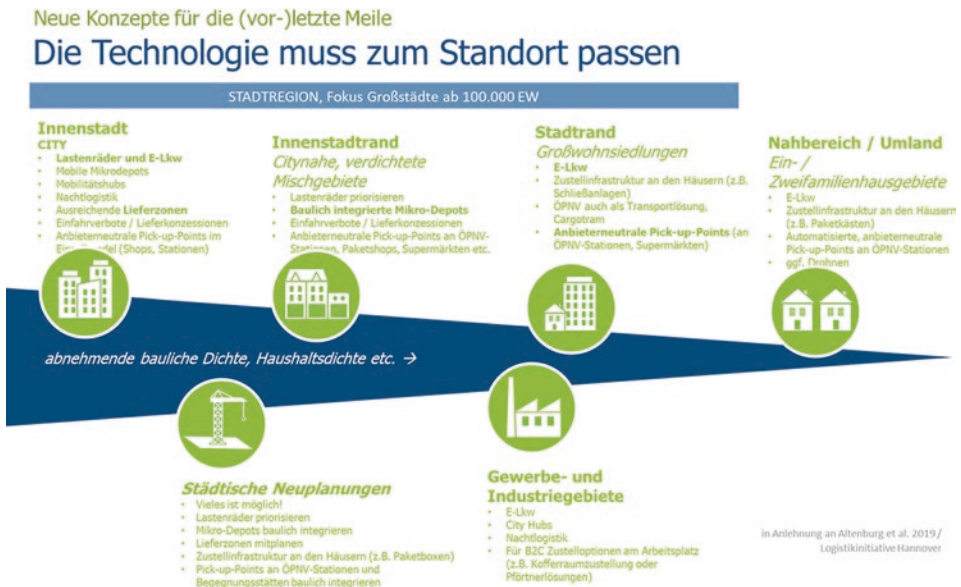 Neue Konzepte für die (vor-)letzte Meile
Die Technologie muss zum Standort passen
STADTREGION, Fokus Großstädte ab 100.000 EW
Innenstadt
CITY
• Lastenräder und E-Lkw
• Mobile Mikrodepots
• Mobilitätshubs
• Nachtlogistik
• Ausreichende Lieferzonen
• Einfahrverbote / Lieferkonzessionen
• Anbieterneutrale Pick-up-Points im
(Shops, Stationen)
Innenstadtrand
Citynahe, verdichtete
Mischgebiete
• Lastenräder priorisieren
• Baulich integrierte Mikro-Depots
• Einfahrverbote / Lieferkonzessionen
• Anbieterneutrale Pick-up-Points an ÖPNV-
Stationen, Paketshops, Supermärkten etc.
Stadtrand
Großwohnsiedlungen
• E-Lkw
• Zustellinfrastruktur an den Häusern (z.B.
Schließanlagen)
• ÖPNV auch als Transportlösung,
Cargotram
• Anbieterneutrale Pick-up-Points (an
ÖPNV-Stationen, Supermärkten)
Nahbereich / Umland
Ein- /
Zweifamilienhausgebiete
• E-Lkw
• Zustellinfrastruktur an den Häusern
(z.B. Paketkästen)
• Automatisierte, anbieterneutrale
Pick-up-Points an ÖPNV-Stationen
• ggf. Drohnen
abnehmende bauliche Dichte, Haushaltsdichte etc. →
Städtische Neuplanungen
• Vieles ist möglich!
• Lastenräder priorisieren
• Mikro-Depots baulich integrieren
• Lieferzonen mitplanen
• Zustellinfrastruktur an den Häusern (z.B. Paketboxen)
• Pick-up-Points an ÖPNV-Stationen und
Begegnungsstätten baulich integrieren
Gewerbe- und
Industriegebiete
• E-Lkw
• City Hubs
• Nachtlogistik
• Für B2C Zustelloptionen am Arbeitsplatz
(z.B. Kofferraumzustellung oder
Pförtnerlösungen)
in Anlehnung an Altenburg et al. 2019/
Logistikinitiative Hannover